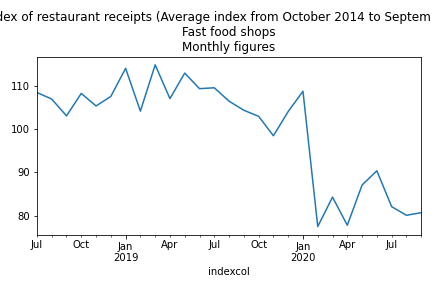 dex of restaurant receipts (Average index from October 2014 to Septem
Fast food shops
Monthly figures
110
100
90
80
Jul Oct Jan Apr Jul Oct Jan Apr Jul
2019 2020
indexcol